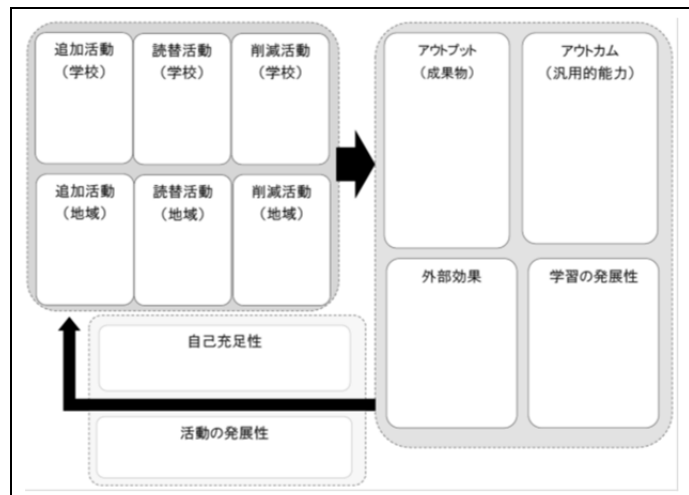 追加活動
（学校）
読替活動
（学校）
削減活動
（学校）
追加活動
（地域）
読替活動
（地域）
削減活動
（地域）
アウトプット
（成果物）
アウトカム
（汎用的能力）
外部効果
学習の発展性
自己充足性
活動の発展性